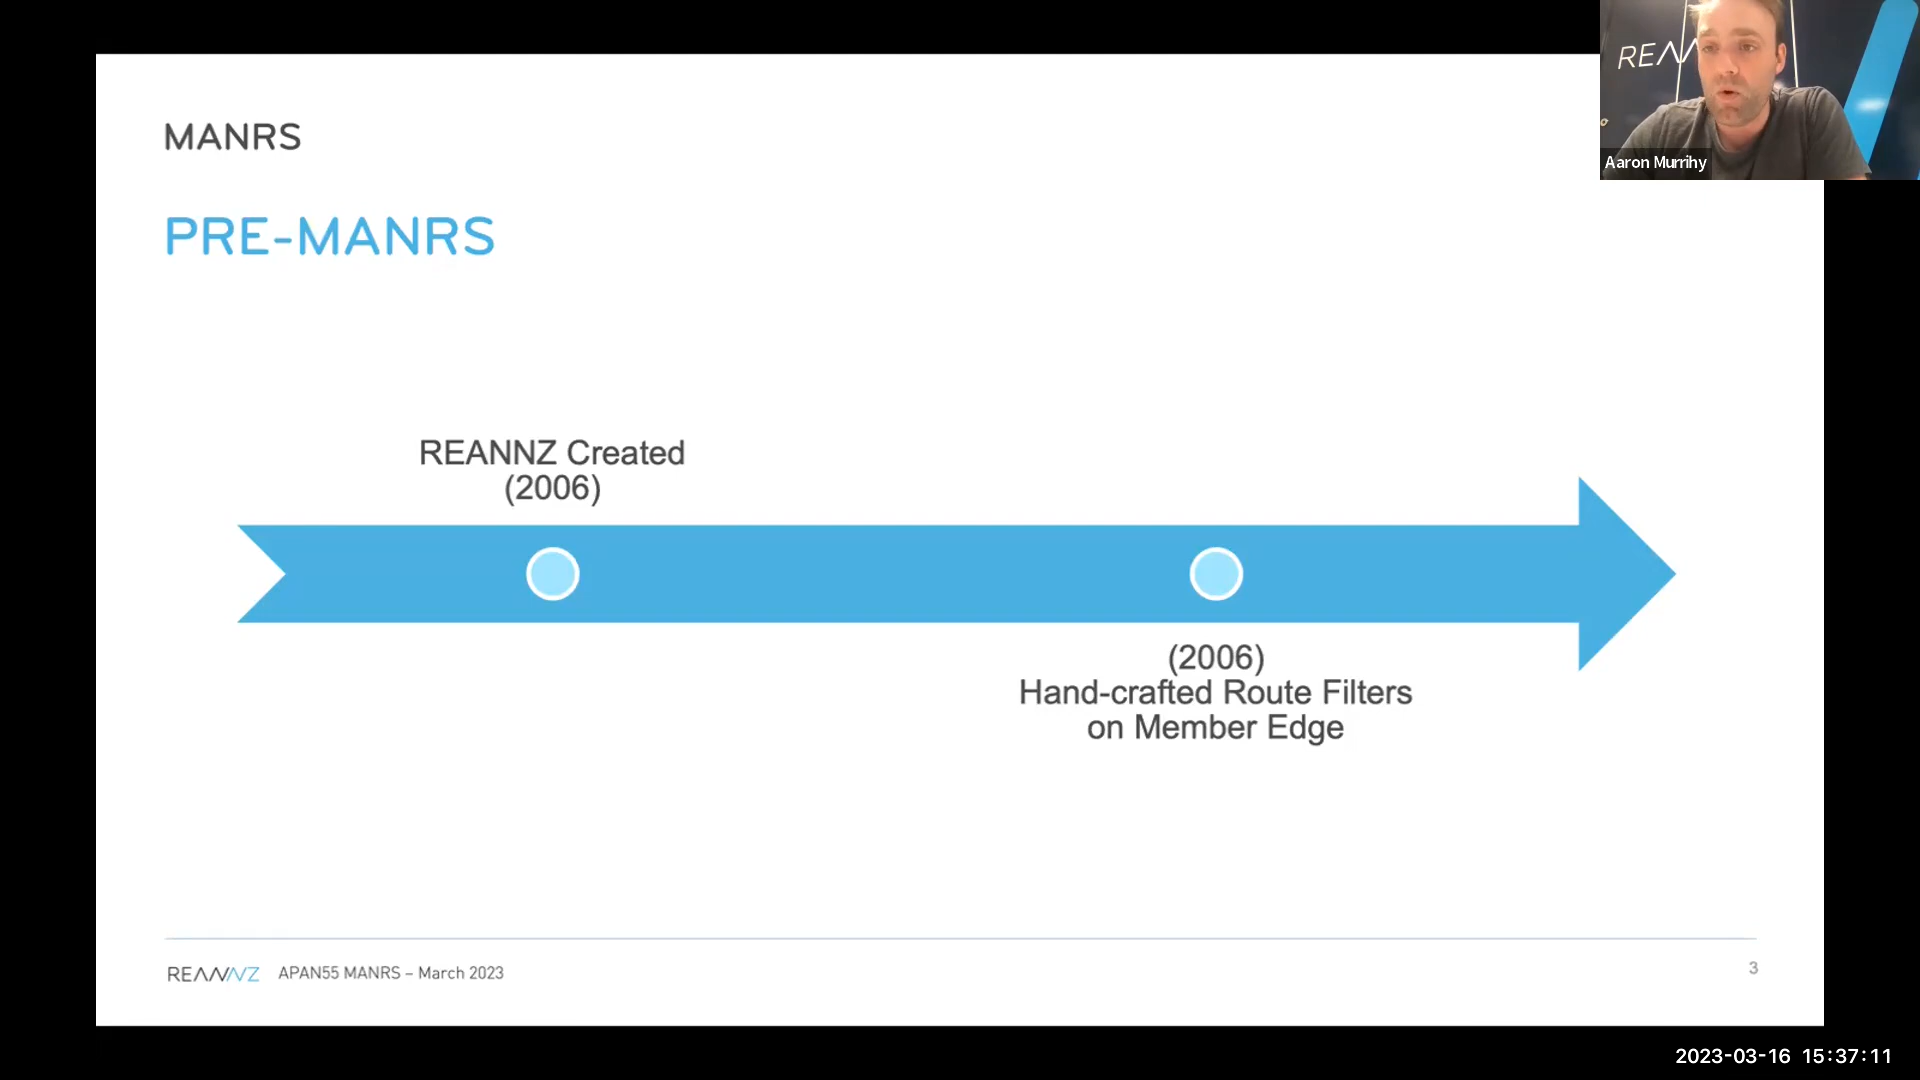 MANRS
PRE-MANRS
REANNZ Created
(2006)
(2006)
Hand-crafted Route Filters
on Member Edge
REANNZ APAN55 MANRS – March 2023
3
Aaron Murrihy
2023-03-16 15:37:11